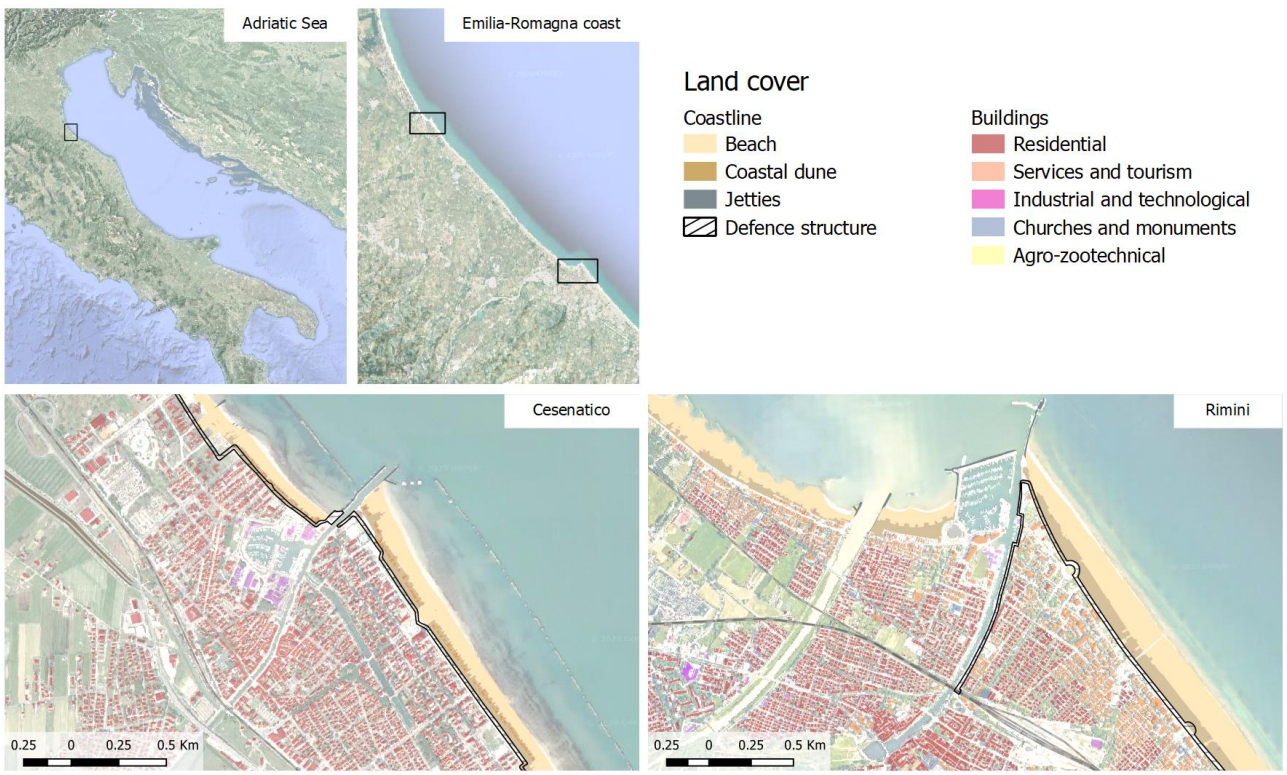 Adriatic Sea
Emilia-Romagna coast
Land cover
Coastline
Beach
Coastal dune
Jetties
Defence structure
Buildings
Residential
Services and tourism
Industrial and technological
Churches and monuments
Agro-zootechnical
Cesenatico
0.25 0 0.25 0.5 Km
Rimini
0.25 0 0.25 0.5 Km